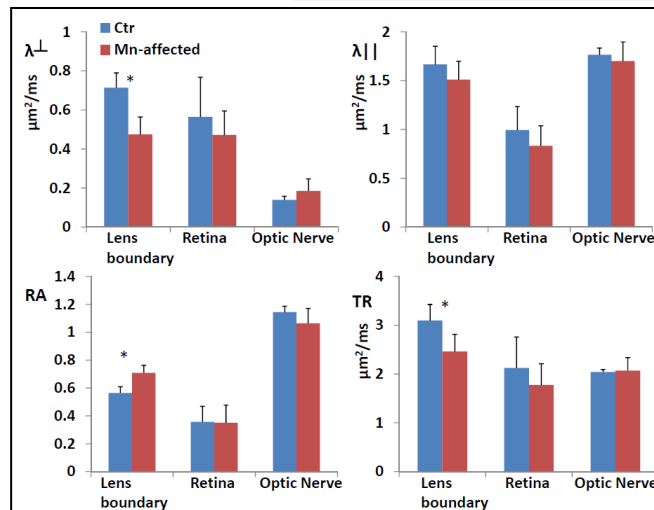 λ⊥
μm²/ms
1
0.8
0.6
0.4
0.2
0
Ctr
Mn-affected
*
Lens boundary
Retina
Optic Nerve
λ||
μm²/ms
2
1.5
1
0.5
0
Lens boundary
Retina
Optic Nerve
RA
1.4
1.2
1
0.8
0.6
0.4
0.2
0
*
Lens boundary
Retina
Optic Nerve
TR
μm²/ms
4
3
2
1
0
*
Lens boundary
Retina
Optic Nerve